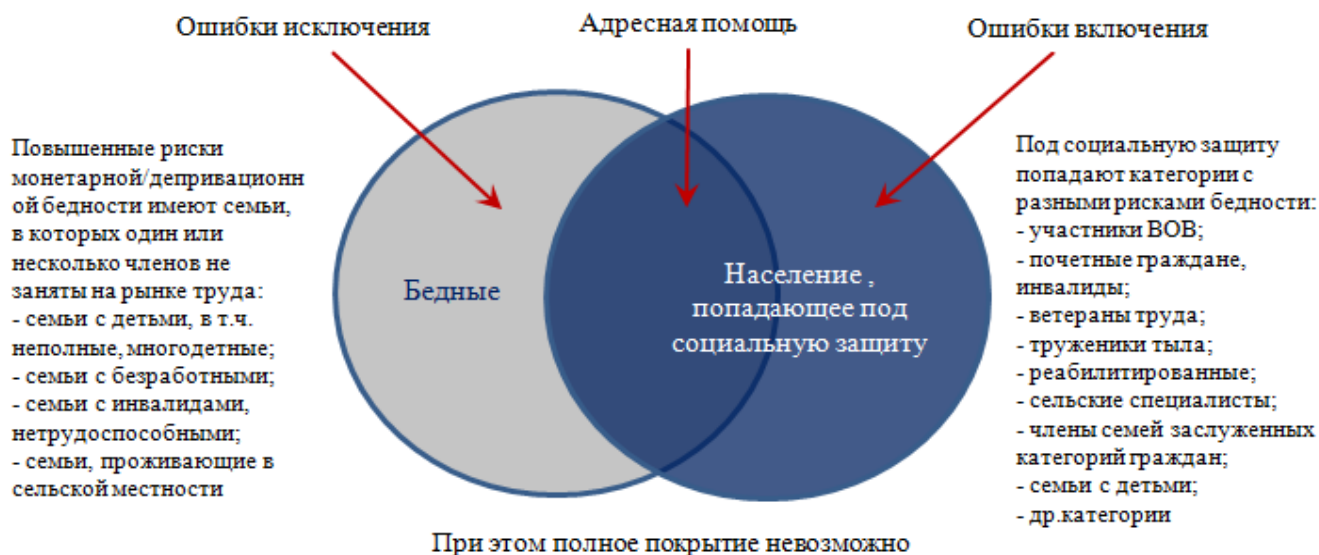 Ошибки исключения
Адресная помощь
Ошибки включения
Повышенные риски
монетарной/депривационн
ой бедности имеют семьи,
в которых один или
несколько членов не
заняты на рынке труда:
- семьи с детьми, в т.ч.
неполные, многодетные;
- семьи с безработными;
- семьи с инвалидами,
нетрудоспособными;
- семьи, проживающие в
сельской местности
Бедные
Население ,
попадающее под
социальную защиту
Под социальную защиту
попадают категории с
разными рисками бедности:
- участники ВОВ;
- почетные граждане,
инвалиды;
- ветераны труда;
- труженики тыла;
- реабилитированные;
- сельские специалисты;
- члены семей заслуженных
категорий граждан;
- семьи с детьми;
- др.категории
При этом полное покрытие невозможно